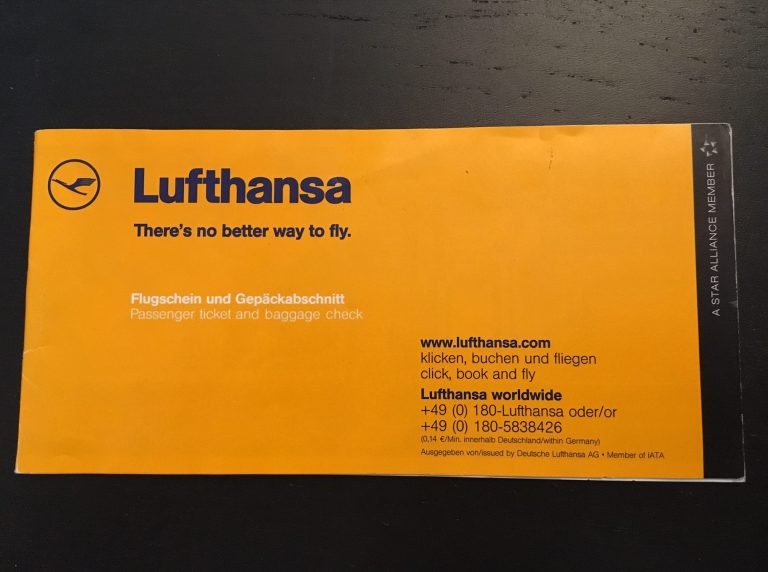 Lufthansa
There's no better way to fly.
Flugschein und Gepäckabschnitt
Passenger ticket and baggage check
www.lufthansa.com
klicken, buchen und fliegen
click, book and fly
Lufthansa worldwide
+49 (0) 180-Lufthansa oder/or
+49 (0) 180-5838426
(0,14 €/Min. innerhalb Deutschland/within Germany)
Ausgegeben von/issued by Deutsche Lufthansa AG • Member of IATA
A STAR ALLIANCE MEMBER